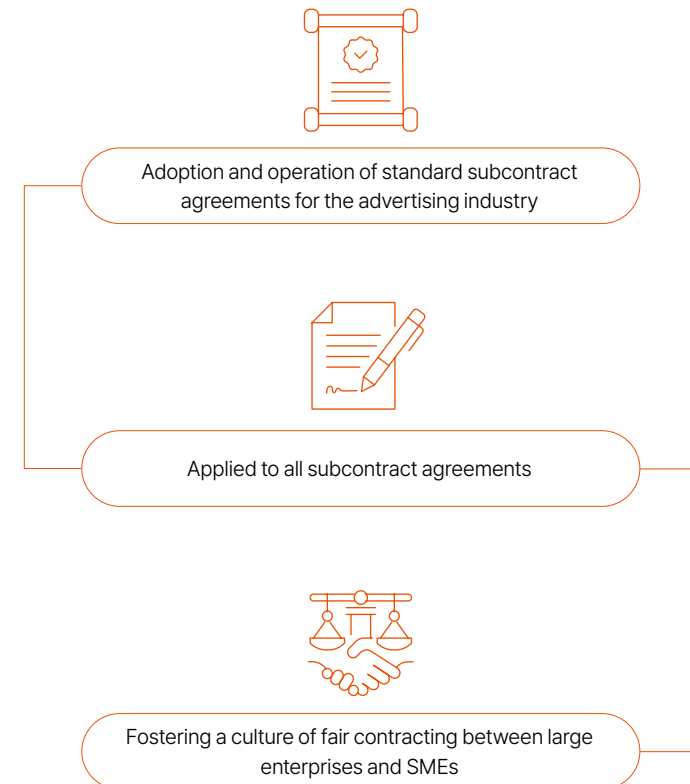 Adoption and operation of standard subcontract
agreements for the advertising industry
Applied to all subcontract agreements
Fostering a culture of fair contracting between large
enterprises and SMEs